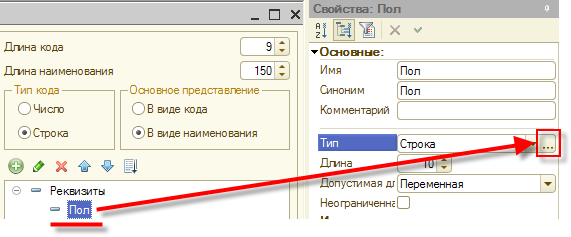 Длина кода 9
Длина наименования 150
Тип кода
Число
Строка
Основное представление
В виде кода
В виде наименования
Реквизиты
Пол
Свойства: Пол
Основные:
Имя Пол
Синоним Пол
Комментарий
Тип Строка ...
Длина 10
Допустимая дл Переменная
Неограниченна